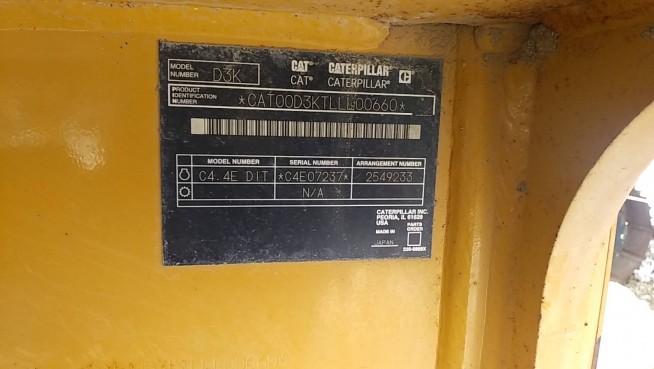 MODEL NUMBER D3K
CAT® CATERPILLAR
CAT® CATERPILLAR®
PRODUCT IDENTIFICATION NUMBER *CAT00D3KTLLL00660*
MODEL NUMBER SERIAL NUMBER ARRANGEMENT NUMBER
C4.4E DIT *C4E07237* 2549233
N/A
CATERPILLAR INC.
PEORIA, IL 61629
USA
PARTS ORDER
MADE IN
JAPAN